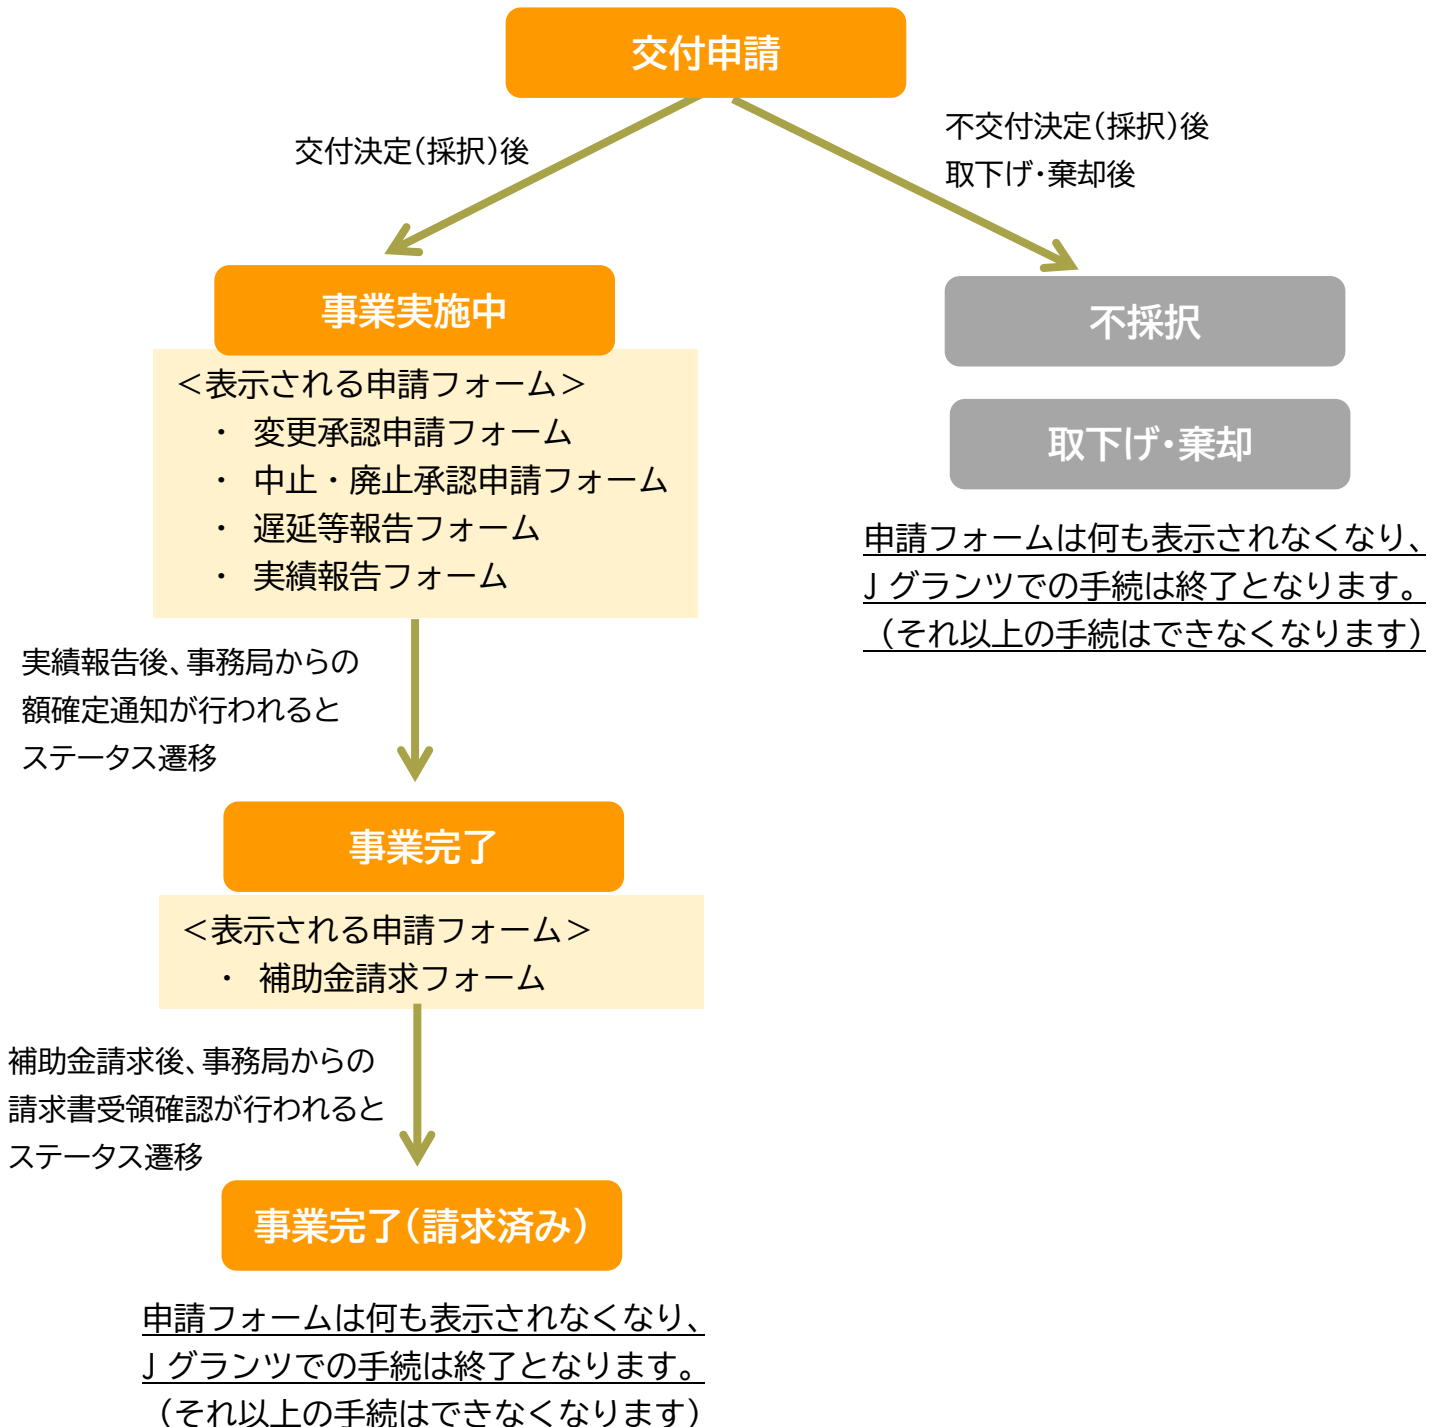 交付申請
交付決定(採択)後
不交付決定(採択)後
取下げ・棄却後
事業実施中
＜表示される申請フォーム＞
・ 変更承認申請フォーム
・ 中止・廃止承認申請フォーム
・ 遅延等報告フォーム
・ 実績報告フォーム
不採択
取下げ・棄却
申請フォームは何も表示されなくなり、
Jグランツでの手続は終了となります。
（それ以上の手続はできなくなります）
実績報告後、事務局からの
額確定通知が行われると
ステータス遷移
事業完了
＜表示される申請フォーム＞
・ 補助金請求フォーム
補助金請求後、事務局からの
請求書受領確認が行われると
ステータス遷移
事業完了(請求済み)
申請フォームは何も表示されなくなり、
Jグランツでの手続は終了となります。
（それ以上の手続はできなくなります）